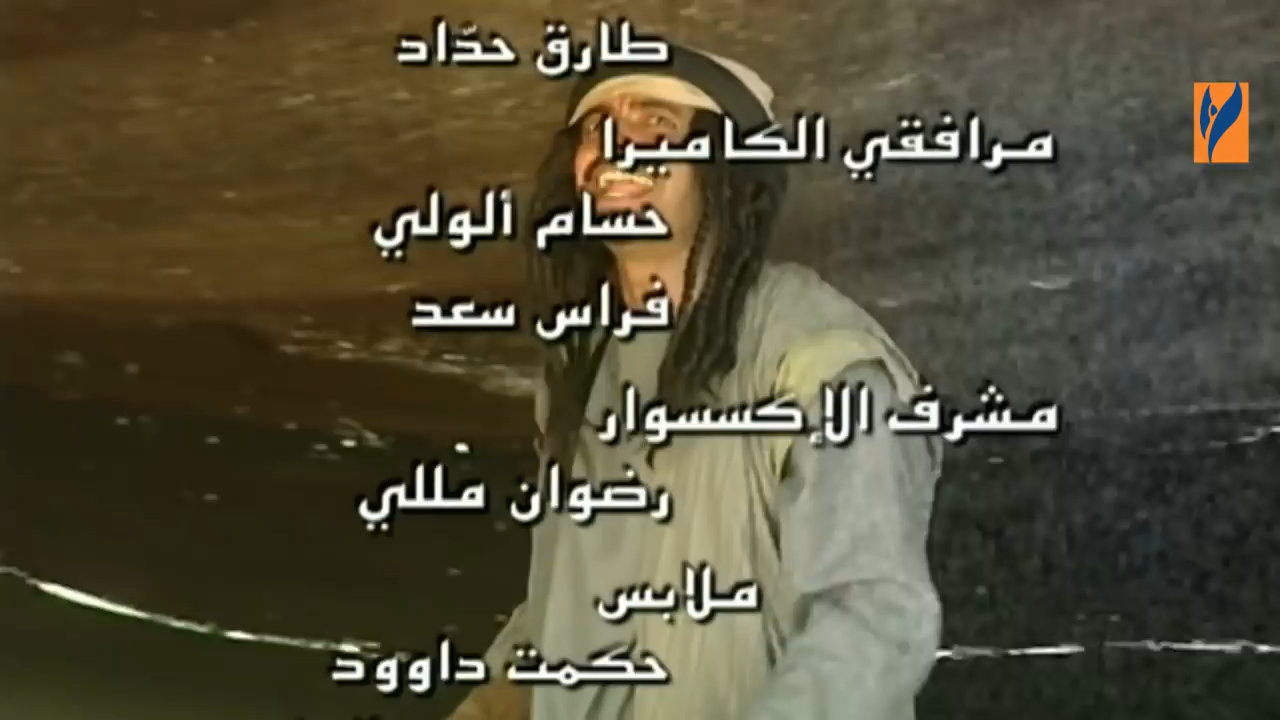 طارق حدّاد
مرافقي الكاميرا
حسام ألولي
فراس سعد
مشرف الإكسسوار
رضوان مللي
ملابس
حكمت داوود